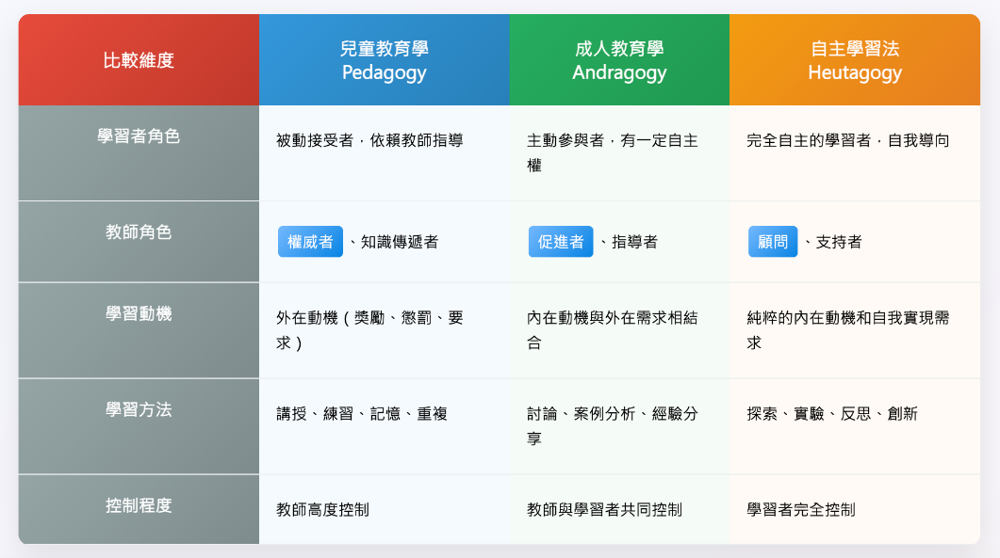 比較維度
兒童教育學
Pedagogy
成人教育學
Andragogy
自主學習法
Heutagogy
學習者角色
被動接受者，依賴教師指導
主動參與者，有一定自主
權
完全自主的學習者，自我導向
教師角色
權威者、知識傳遞者
促進者、指導者
顧問、支持者
學習動機
外在動機（獎勵、懲罰、要
求）
內在動機與外在需求相結
合
純粹的內在動機和自我實現需
求
學習方法
講授、練習、記憶、重複
討論、案例分析、經驗分
享
探索、實驗、反思、創新
控制程度
教師高度控制
教師與學習者共同控制
學習者完全控制